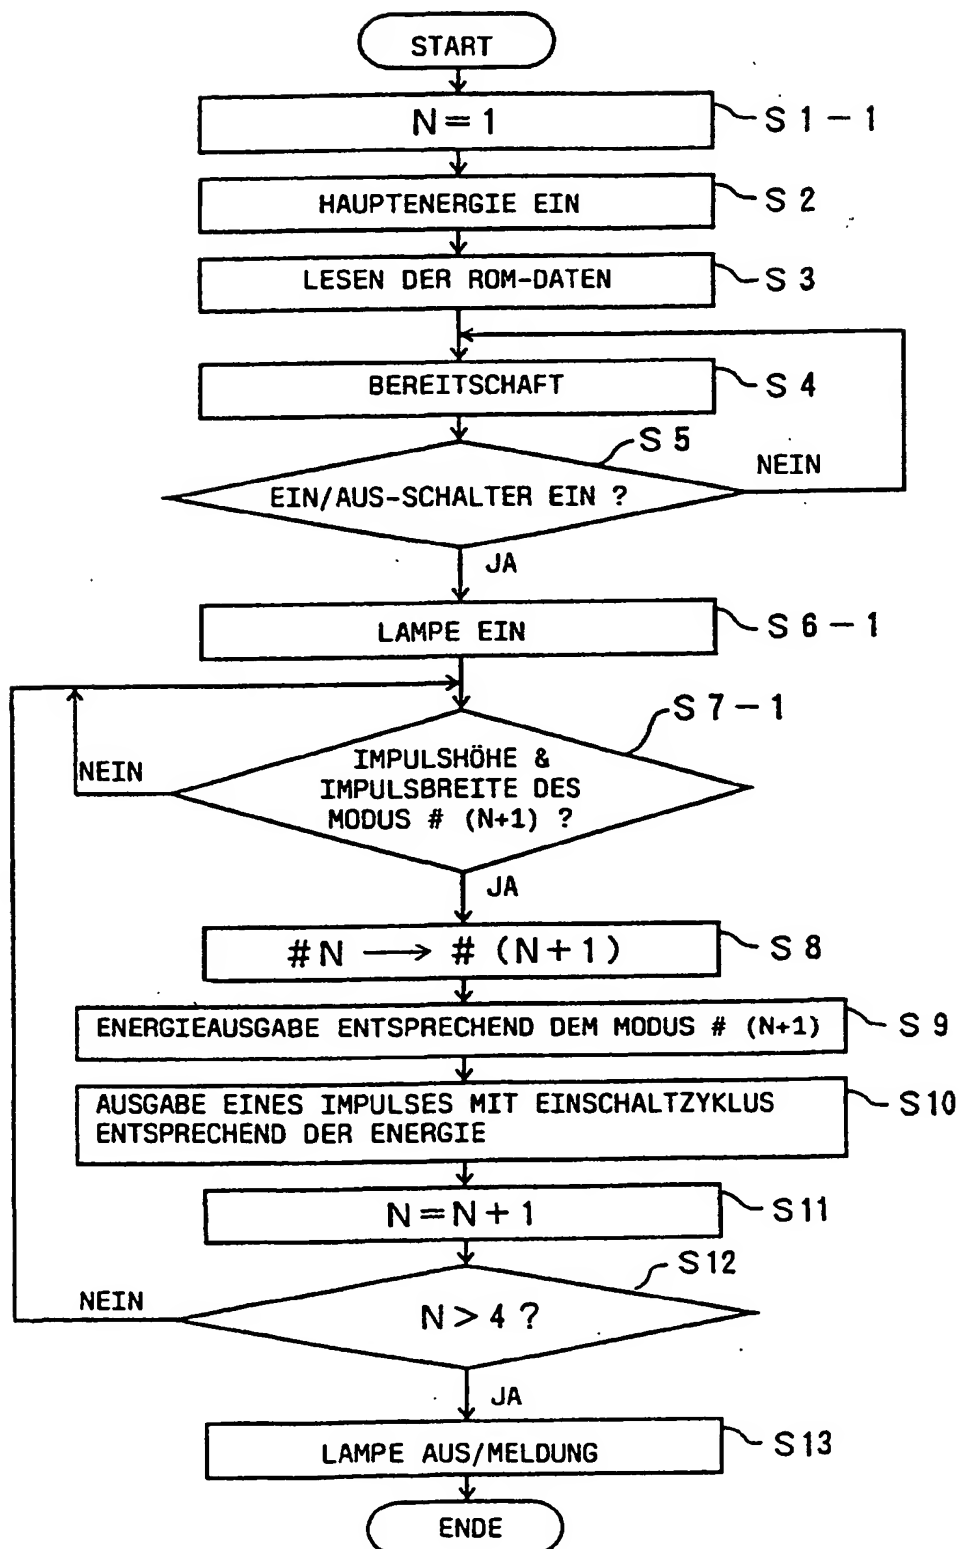 START
N=1
S1-1
HAUPTENERGIE EIN
S2
LESEN DER ROM-DATEN
S3
BEREITSCHAFT
S4
S5
EIN/AUS-SCHALTER EIN ?
NEIN
JA
LAMPE EIN
S6-1
S7-1
IMPULSHÖHE &
IMPULSBREITE DES
MODUS # (N+1) ?
NEIN
JA
#N → # (N+1)
S8
ENERGIEAUSGABE ENTSPRECHEND DEM MODUS # (N+1)
S9
AUSGABE EINES IMPULSES MIT EINSCHALTZYKLUS
ENTSPRECHEND DER ENERGIE
S10
N=N+1
S11
S12
N>4 ?
NEIN
JA
LAMPE AUS/MELDUNG
S13
ENDE